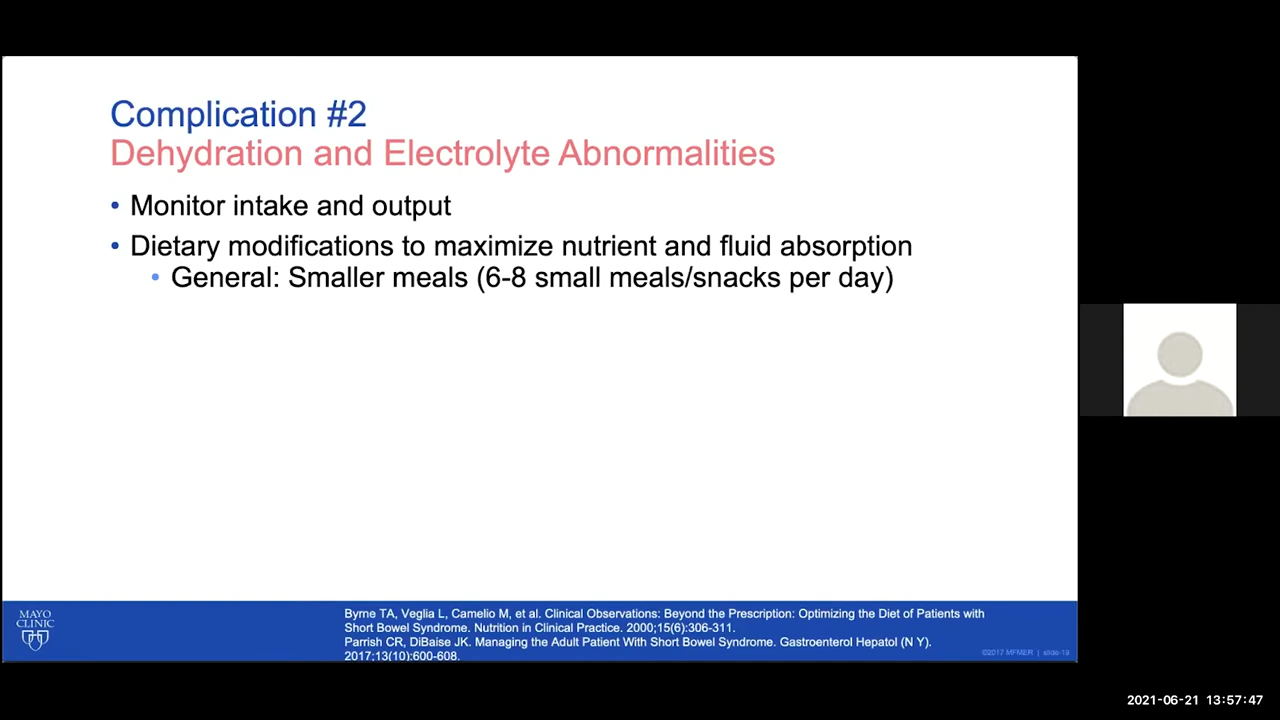 Complication #2
Dehydration and Electrolyte Abnormalities
• Monitor intake and output
• Dietary modifications to maximize nutrient and fluid absorption
• General: Smaller meals (6-8 small meals/snacks per day)
MAYO
CLINIC
Byrne TA, Veglia L, Camelio M, et al. Clinical Observations: Beyond the Prescription: Optimizing the Diet of Patients with
Short Bowel Syndrome. Nutrition in Clinical Practice. 2000;15(6):306-311.
Parrish CR, DiBaise JK. Managing the Adult Patient With Short Bowel Syndrome. Gastroenterol Hepatol (N Y).
2017;13(10):600-608.
©2017 MFMER | slide-19
2021-06-21 13:57:47